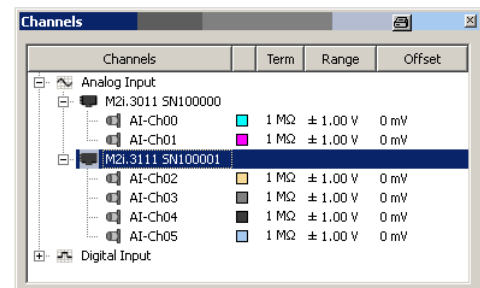 Channels
Channels Term Range Offset
Analog Input
M2i.3011 SN100000
AI-Ch00 1 MΩ ± 1.00 V 0 mV
AI-Ch01 1 MΩ ± 1.00 V 0 mV
M2i.3111 SN100001
AI-Ch02 1 MΩ ± 1.00 V 0 mV
AI-Ch03 1 MΩ ± 1.00 V 0 mV
AI-Ch04 1 MΩ ± 1.00 V 0 mV
AI-Ch05 1 MΩ ± 1.00 V 0 mV
Digital Input